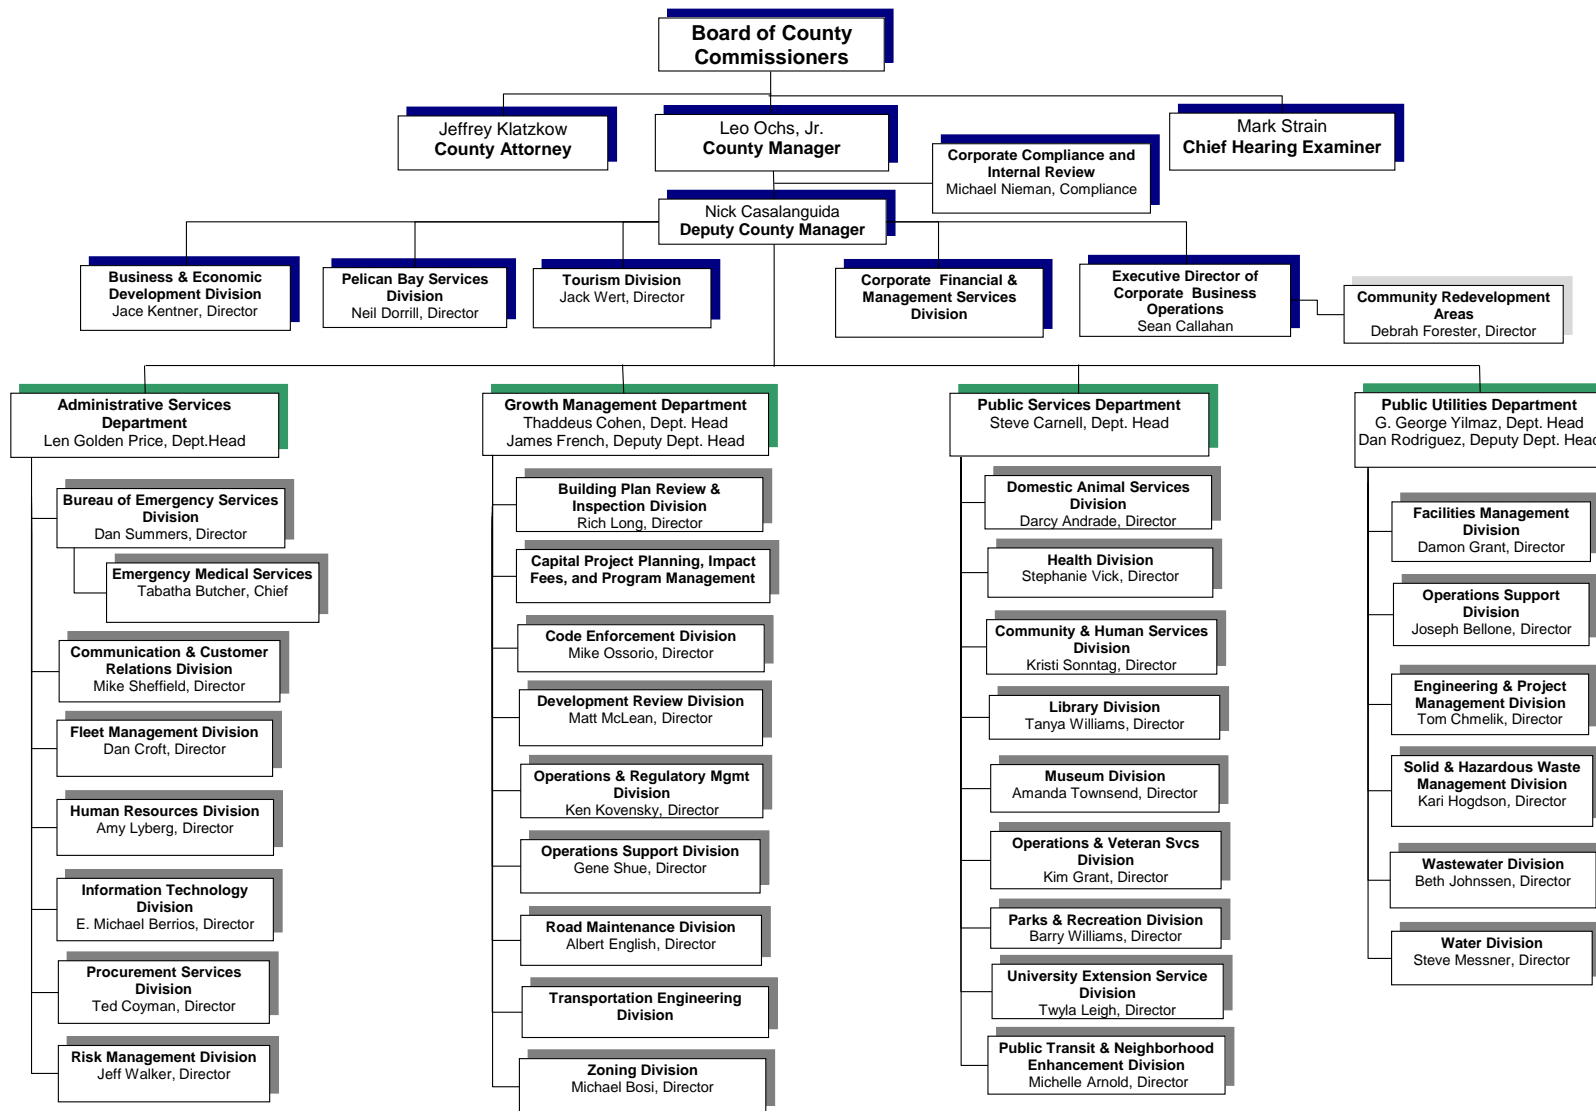 Board of County
Commissioners
Jeffrey Klatzkow
County Attorney
Leo Ochs, Jr.
County Manager
Mark Strain
Chief Hearing Examiner
Corporate Compliance and
Internal Review
Michael Nieman, Compliance
Nick Casalanguida
Deputy County Manager
Business & Economic
Development Division
Jace Kentner, Director
Pelican Bay Services
Division
Neil Dorrill, Director
Tourism Division
Jack Wert, Director
Corporate Financial &
Management Services
Division
Executive Director of
Corporate Business
Operations
Sean Callahan
Community Redevelopment
Areas
Debrah Forester, Director
Administrative Services
Department
Len Golden Price, Dept.Head
Bureau of Emergency Services
Division
Dan Summers, Director
Emergency Medical Services
Tabatha Butcher, Chief
Communication & Customer
Relations Division
Mike Sheffield, Director
Fleet Management Division
Dan Croft, Director
Human Resources Division
Amy Lyberg, Director
Information Technology
Division
E. Michael Berrios, Director
Procurement Services
Division
Ted Coyman, Director
Risk Management Division
Jeff Walker, Director
Growth Management Department
Thaddeus Cohen, Dept. Head
James French, Deputy Dept. Head
Building Plan Review &
Inspection Division
Rich Long, Director
Capital Project Planning, Impact
Fees, and Program Management
Code Enforcement Division
Mike Ossorio, Director
Development Review Division
Matt McLean, Director
Operations & Regulatory Mgmt
Division
Ken Kovensky, Director
Operations Support Division
Gene Shue, Director
Road Maintenance Division
Albert English, Director
Transportation Engineering
Division
Zoning Division
Michael Bosi, Director
Public Services Department
Steve Carnell, Dept. Head
Domestic Animal Services
Division
Darcy Andrade, Director
Health Division
Stephanie Vick, Director
Community & Human Services
Division
Kristi Sonntag, Director
Library Division
Tanya Williams, Director
Museum Division
Amanda Townsend, Director
Operations & Veteran Svcs
Division
Kim Grant, Director
Parks & Recreation Division
Barry Williams, Director
University Extension Service
Division
Twyla Leigh, Director
Public Transit & Neighborhood
Enhancement Division
Michelle Arnold, Director
Public Utilities Department
G. George Yilmaz, Dept. Head
Dan Rodriguez, Deputy Dept. Head
Facilities Management
Division
Damon Grant, Director
Operations Support
Division
Joseph Bellone, Director
Engineering & Project
Management Division
Tom Chmelik, Director
Solid & Hazardous Waste
Management Division
Kari Hogdson, Director
Wastewater Division
Beth Johnssen, Director
Water Division
Steve Messner, Director